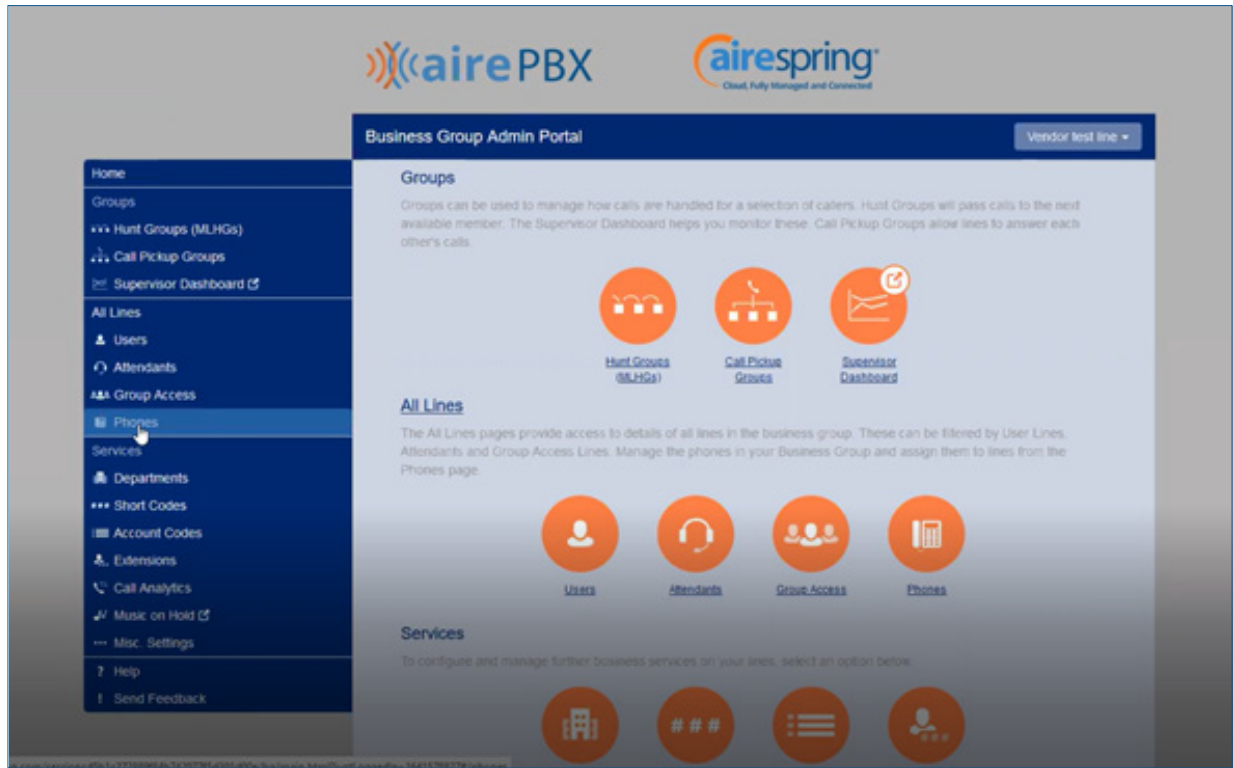 airePBX
airespring
Cloud, Fully Managed and Connected
Business Group Admin Portal
Vendor test line
Home
Groups
Hunt Groups (MLHGs)
Call Pickup Groups
Supervisor Dashboard
All Lines
Users
Attendants
Group Access
Phones
Services
Departments
Short Codes
Account Codes
Extensions
Call Analytics
Music on Hold
Misc. Settings
? Help
! Send Feedback
Groups
Groups can be used to manage how calls are handled for a selection of callers. Hunt Groups will pass calls to the next
available member. The Supervisor Dashboard helps you monitor these. Call Pickup Groups allow lines to answer each
other's calls.
Hunt Groups
(MLHGs)
Call Pickup
Groups
Supervisor
Dashboard
All Lines
The All Lines pages provide access to details of all lines in the business group. These can be filtered by User Lines,
Attendants and Group Access Lines. Manage the phones in your Business Group and assign them to lines from the
Phones page.
Users
Attendants
Group Access
Phones
Services
To configure and manage further business services on your lines, select an option below.
###